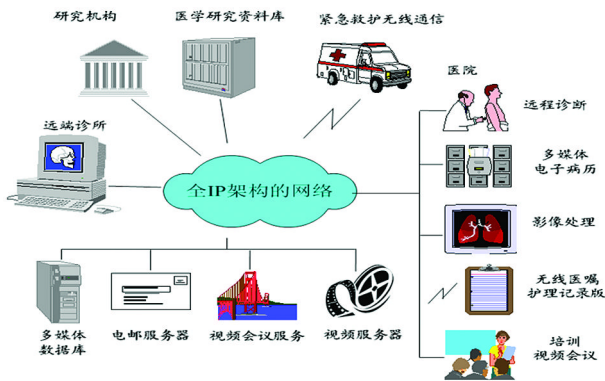 研究机构
医学研究资料库
紧急救护无线通信
医院
远端诊所
远程诊断
多媒体
电子病历
全IP架构的网络
影像处理
无线医嘱
护理记录版
多媒体
数据库
电邮服务器
视频会议服务
视频服务器
培训
视频会议